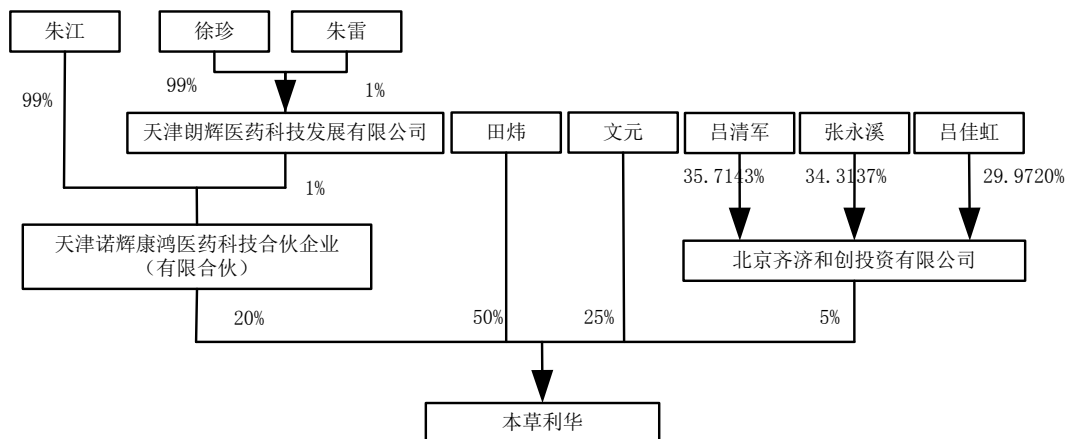 朱江
徐珍
朱雷
99%
99%
1%
天津朗辉医药科技发展有限公司
田炜
文元
吕清军
张永溪
吕佳虹
1%
35.7143%
34.3137%
29.9720%
天津诺辉康鸿医药科技合伙企业
（有限合伙）
北京齐济和创投资有限公司
20%
50%
25%
5%
本草利华